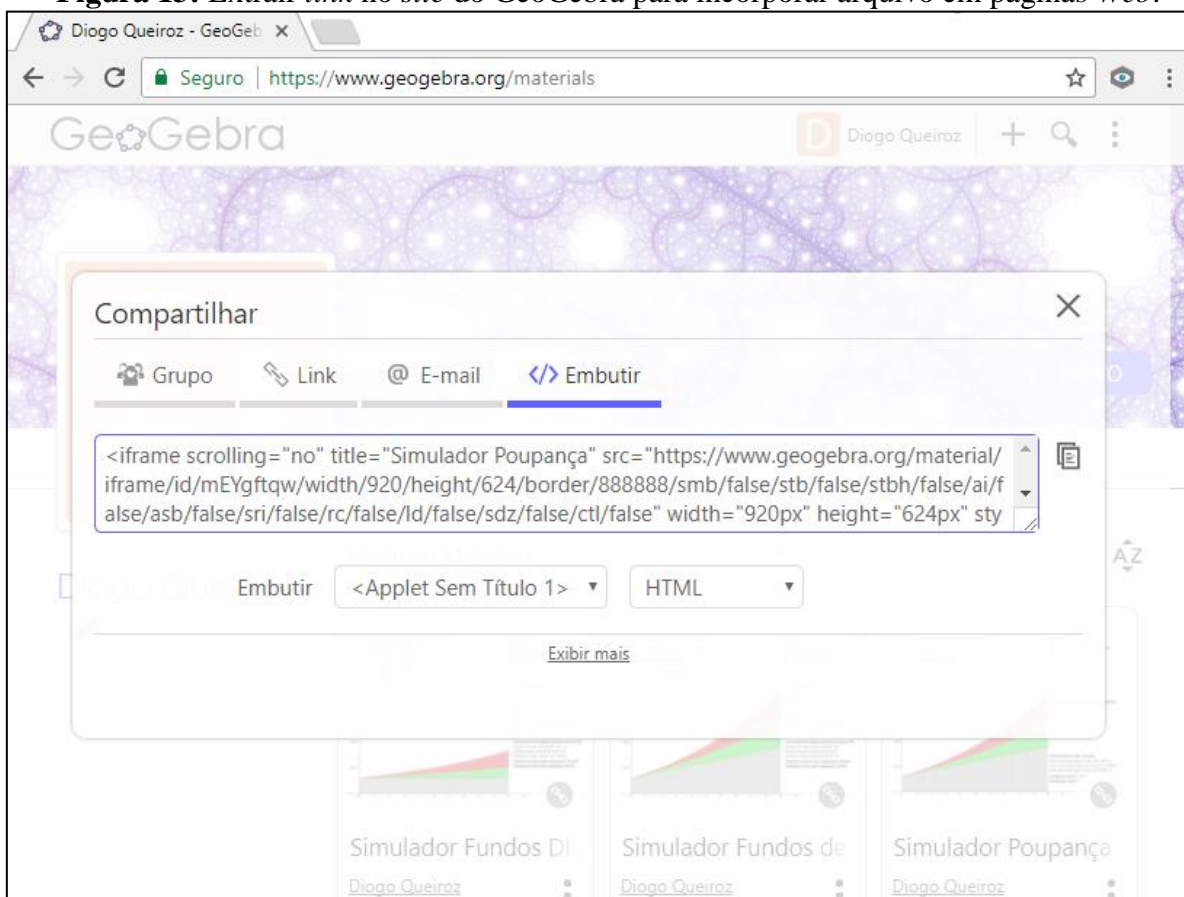 Figura 15: Extrair link no site do GeoGebra para incorporar arquivo em páginas Web.
Diogo Queiroz - GeoGeb
Seguro | https://www.geogebra.org/materials
GeoGebra
D Diogo Queiroz
Compartilhar
Grupo Link @ E-mail </> Embutir
<iframe scrolling="no" title="Simulador Poupança" src="https://www.geogebra.org/material/
iframe/id/mEYgftqw/width/920/height/624/border/888888/smb/false/stb/false/stbh/false/ai/f
alse/asb/false/sri/false/rc/false/ld/false/sdz/false/ctl/false" width="920px" height="624px" sty
AZ
Embutir <Applet Sem Título 1> HTML
Exibir mais
Simulador Fundos DI Simulador Fundos de Simulador Poupança
Diogo Queiroz Diogo Queiroz Diogo Queiroz